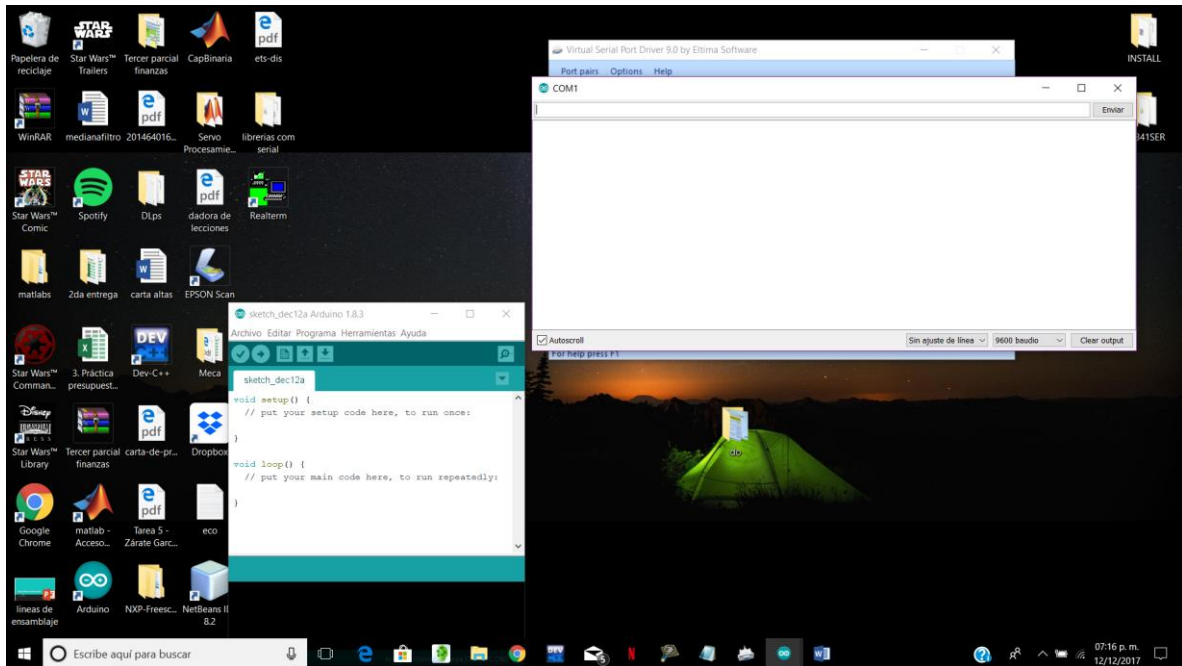 Papelera de
reciclaje
Star Wars™
Trailers
Tercer parcial
finanzas
CapBinaria
ets-dis
WinRAR
medianafiltro
201464016...
Servo
Procesamie...
librerias com
serial
Star Wars™
Comic
Spotify
DLps
dadora de
lecciones
Realterm
matlabs
2da entrega
carta altas
EPSON Scan
Star Wars™
Comman...
3. Práctica
presupuest...
Dev-C++
Meca
Star Wars™
Library
Tercer parcial
finanzas
carta-de-pr...
Dropbox
Google
Chrome
matlab -
Acceso...
Tarea 5 -
Zárate Garc...
eco
lineas de
ensamblaje
Arduino
NXP-Freesc...
NetBeans I
8.2
sketch_dec12a Arduino 1.8.3
Archivo Editar Programa Herramientas Ayuda
sketch_dec12a
void setup() {
// put your setup code here, to run once:
}
void loop() {
// put your main code here, to run repeatedly:
}
Virtual Serial Port Driver 9.0 by Eltima Software
Port pairs Options Help
COM1
Enviar
Autoscroll
Sin ajuste de línea
9600 baudio
Clear output
For help press F1
do
INSTALL
341SER
Escribe aquí para buscar
07:16 p. m.
12/12/2017